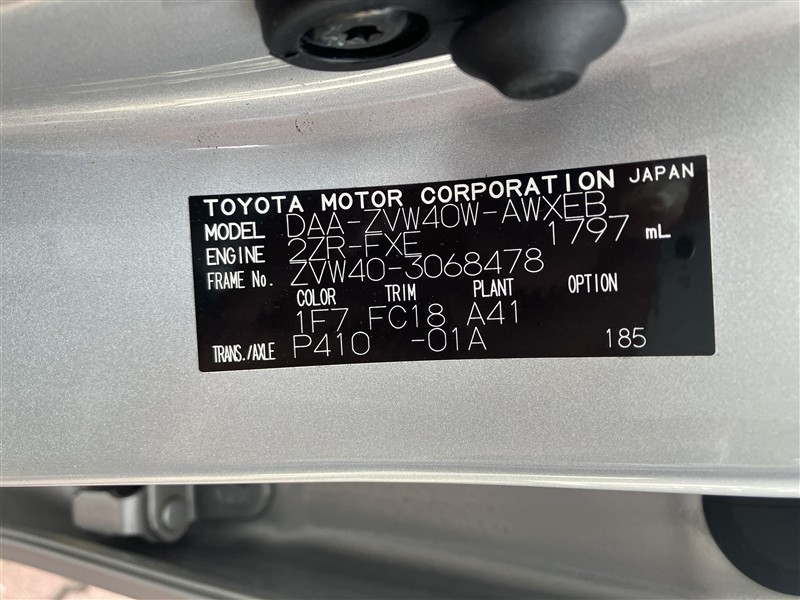 TOYOTA MOTOR CORPORATION JAPAN
MODEL DAA-ZVW40W-AWXEB
ENGINE 2ZR-FXE 1797 mL
FRAME No. ZVW40-3068478
COLOR TRIM PLANT OPTION
1F7 FC18 A41
TRANS./AXLE P410 -01A 185